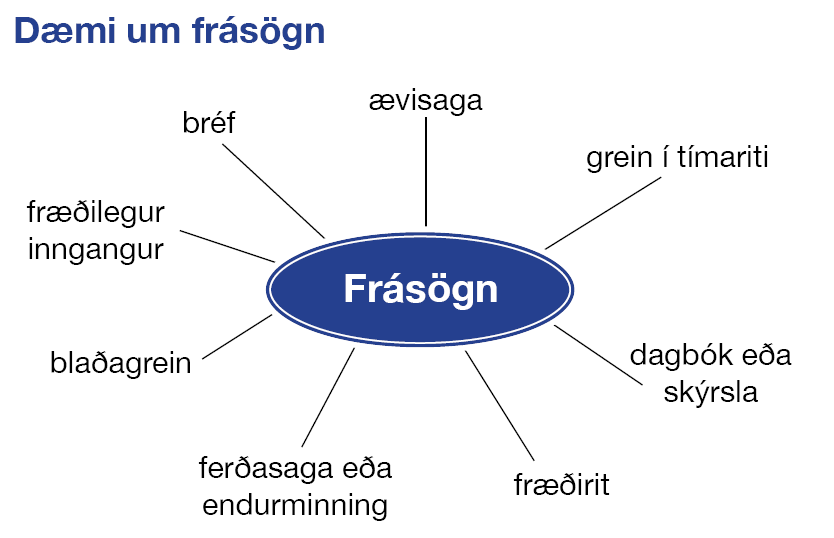 Dæmi um frásögn
ævisaga
bréf
grein í tímariti
fræðilegur
inngangur
Frásögn
blaðagrein
dagbók eða
skýrsla
ferðasaga eða
endurminning
fræðirit